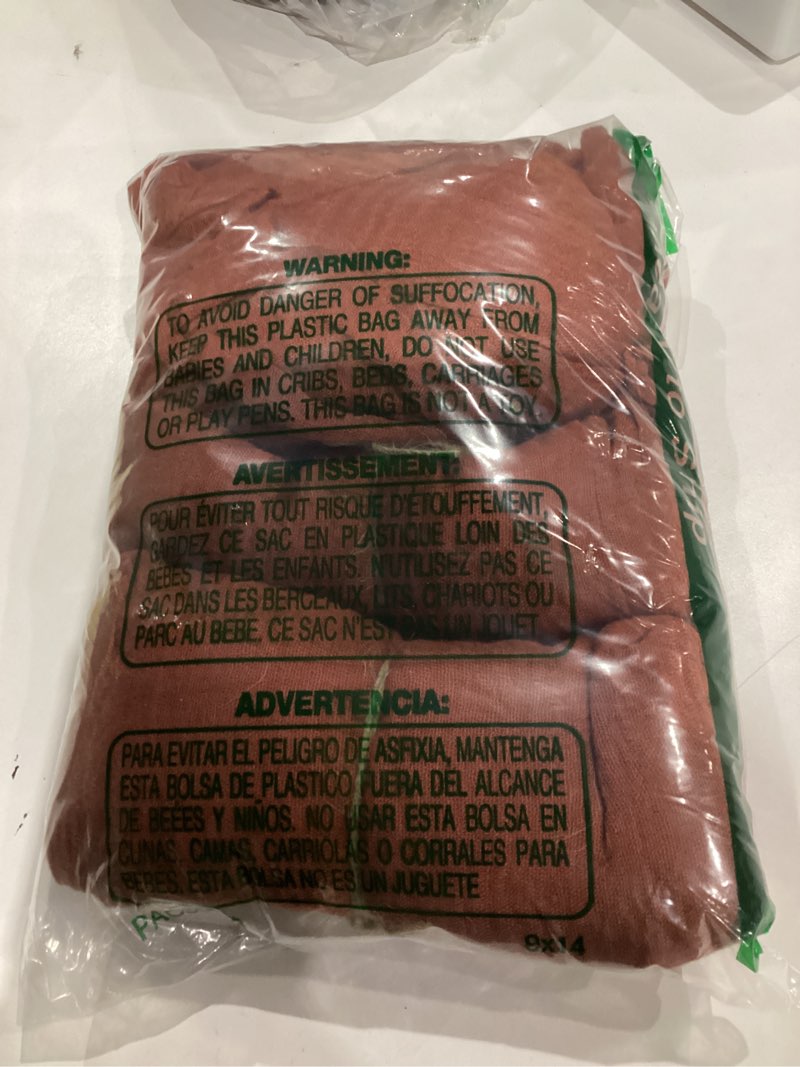 WARNING:
TO AVOID DANGER OF SUFFOCATION,
KEEP THIS PLASTIC BAG AWAY FROM
BABIES AND CHILDREN, DO NOT USE
THIS BAG IN CRIBS, BEDS, CARRIAGES
OR PLAY PENS. THIS BAG IS NOT A TOY.
AVERTISSEMENT:
POUR ÉVITER TOUT RISQUE D'ÉTOUFFEMENT,
GARDEZ CE SAC EN PLASTIQUE LOIN DES
BÉBES ET LES ENFANTS. N'UTILISEZ PAS CE
SAC DANS LES BERCEAUX, LITS, CHARIOTS OU
PARC AU BEBE. CE SAC N'EST PAS UN JOUET.
ADVERTENCIA:
PARA EVITAR EL PELIGRO DE ASFIXIA, MANTENGA
ESTA BOLSA DE PLASTICO FUERA DEL ALCANCE
DE BEBES Y NIÑOS. NO USAR ESTA BOLSA EN
CUNAS, CAMAS, CARRIOLAS O CORRALES PARA
BEBES. ESTA BOLSA NO ES UN JUGUETE
9x14